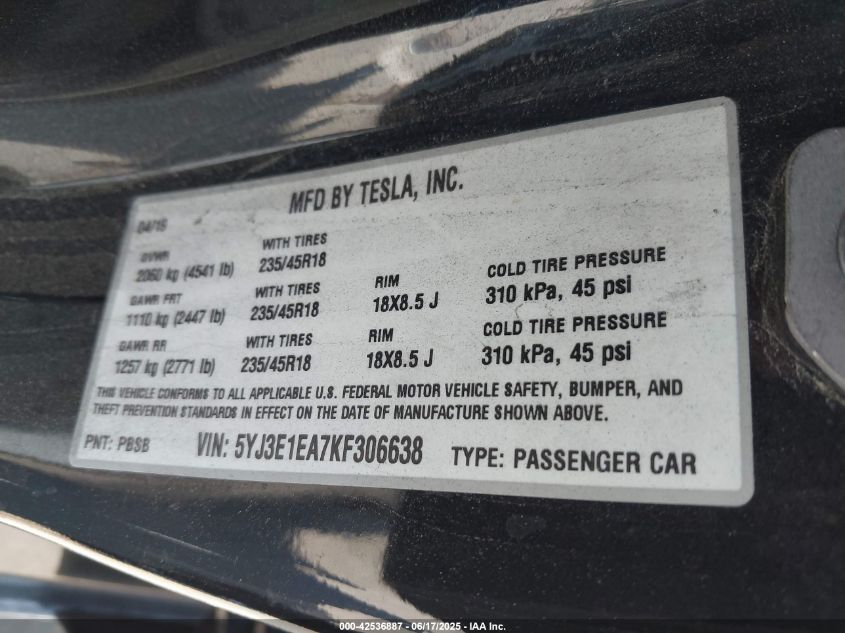 MFD BY TESLA, INC.
04/19
GVWR WITH TIRES
2060 kg (4541 lb) 235/45R18
GAWR FRT WITH TIRES RIM COLD TIRE PRESSURE
1110 kg (2447 lb) 235/45R18 18X8.5 J 310 kPa, 45 psi
GAWR RR WITH TIRES RIM COLD TIRE PRESSURE
1257 kg (2771 lb) 235/45R18 18X8.5 J 310 kPa, 45 psi
THIS VEHICLE CONFORMS TO ALL APPLICABLE U.S. FEDERAL MOTOR VEHICLE SAFETY, BUMPER, AND
THEFT PREVENTION STANDARDS IN EFFECT ON THE DATE OF MANUFACTURE SHOWN ABOVE.
PNT: PBSB VIN: 5YJ3E1EA7KF306638 TYPE: PASSENGER CAR
000-42536887 - 06/17/2025 - IAA Inc.